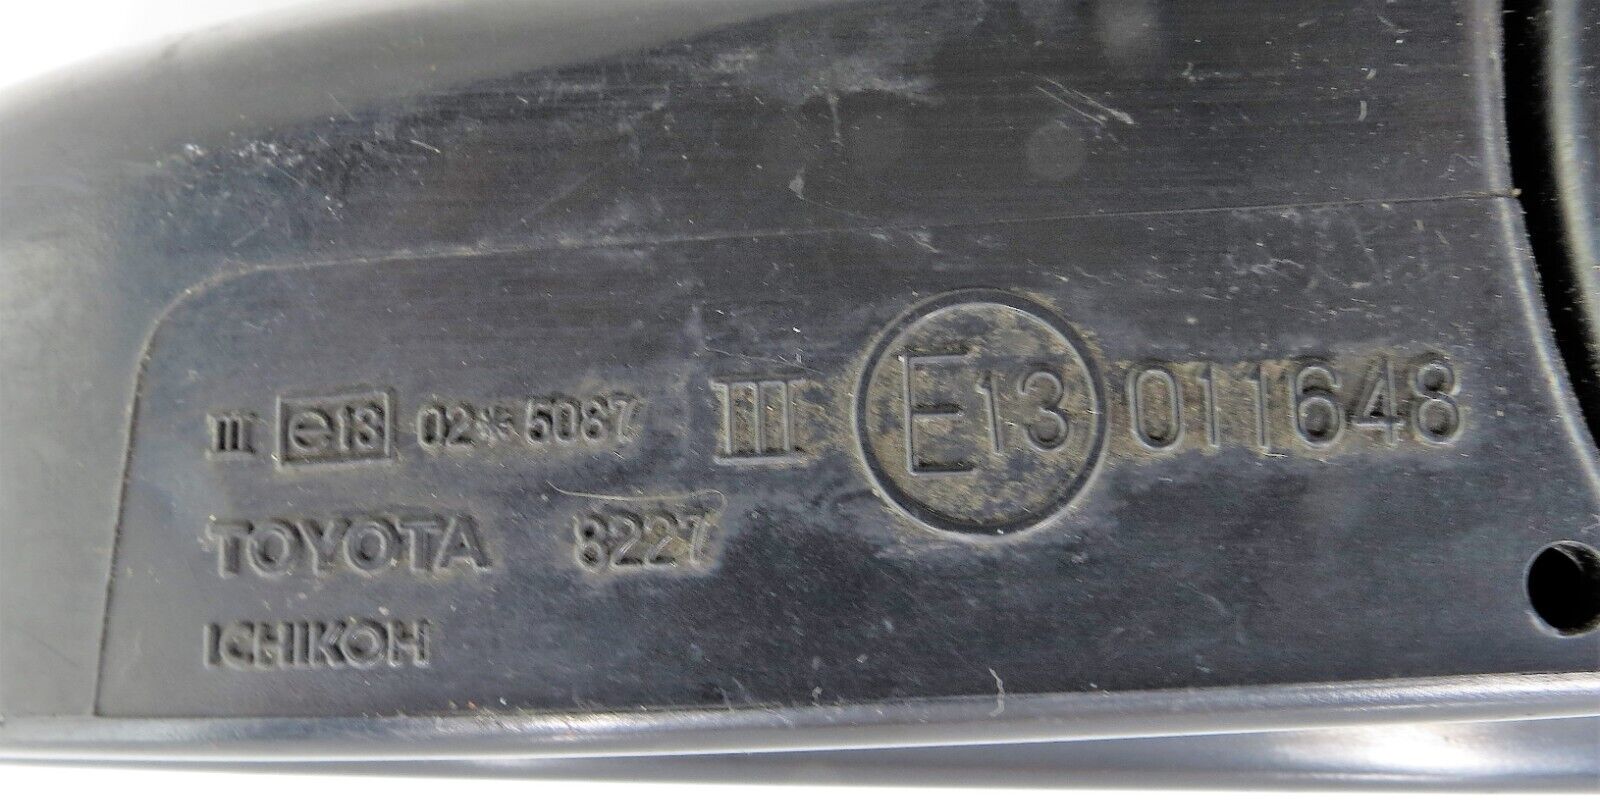 III e13 02*5087 III E13 011648
TOYOTA 8227
ICHIKOH